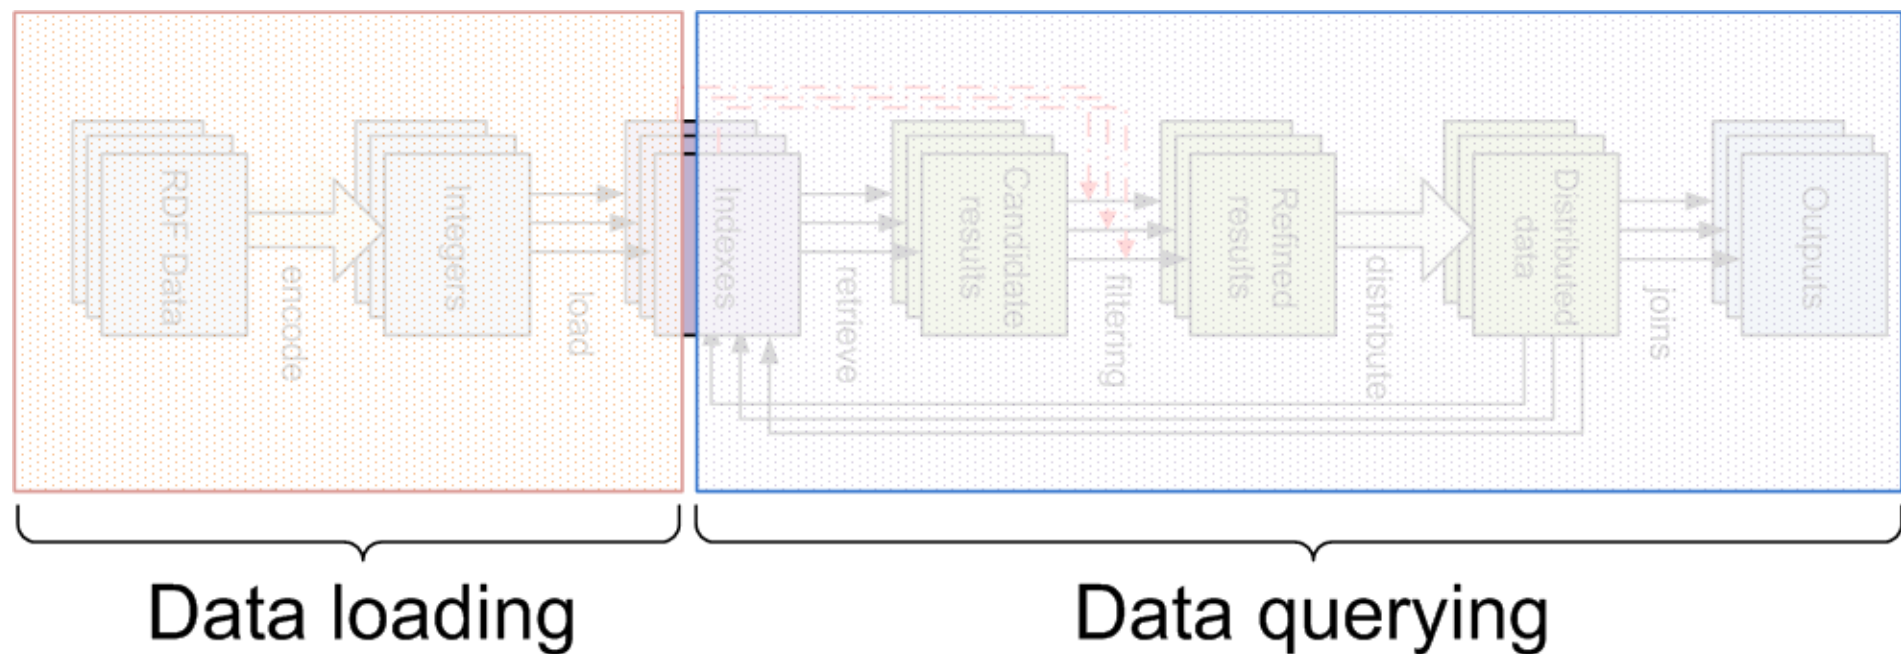 RDF Data
encode
Integers
load
Indexes
retrieve
Candidate
results
filtering
Refined
results
distribute
Distributed
data
joins
Outputs
Data loading
Data querying